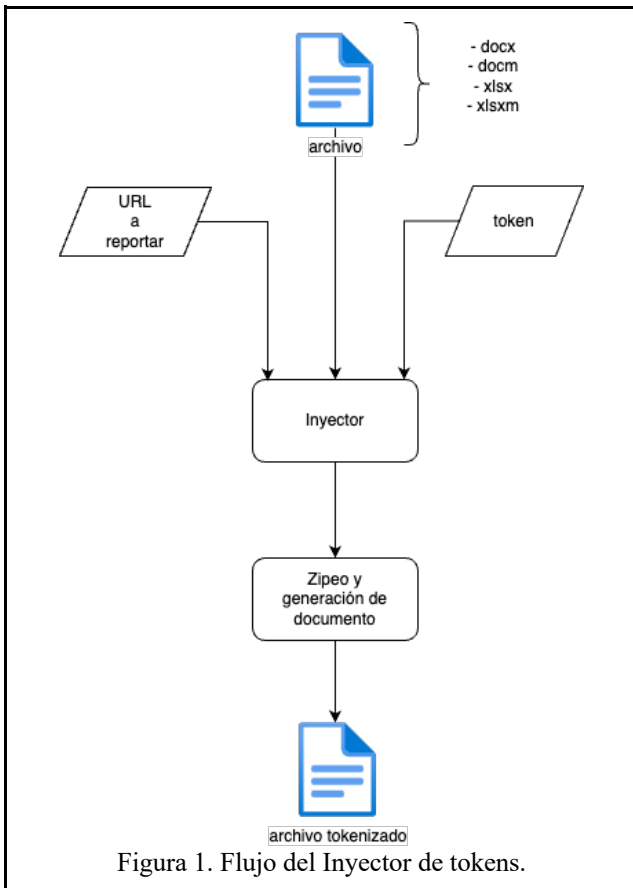 - docx
- docm
- xlsx
- xlsxm
archivo
URL
a
reportar
token
Inyector
Zipeo y
generación de
documento
archivo tokenizado
Figura 1. Flujo del Inyector de tokens.